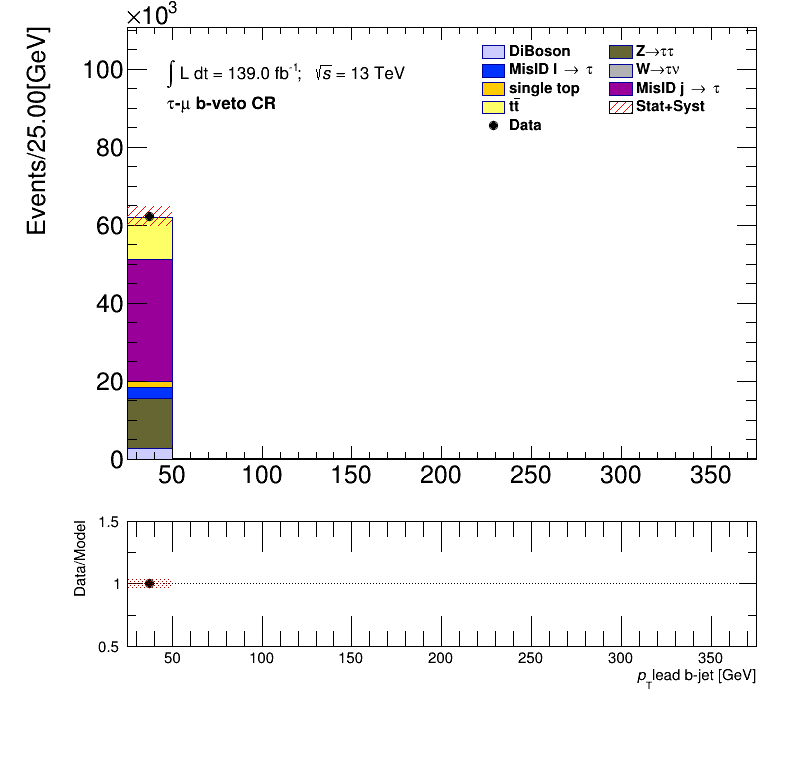 ×10³
Events/25.00[GeV]
100
80
60
40
20
0
∫ L dt = 139.0 fb⁻¹; √s = 13 TeV
τ-μ b-veto CR
DiBoson
MisID l → τ
single top
tt̄
Data
Z→ττ
W→τν
MisID j → τ
Stat+Syst
50 100 150 200 250 300 350
Data/Model
1.5
1
0.5
50 100 150 200 250 300 350
p_T lead b-jet [GeV]